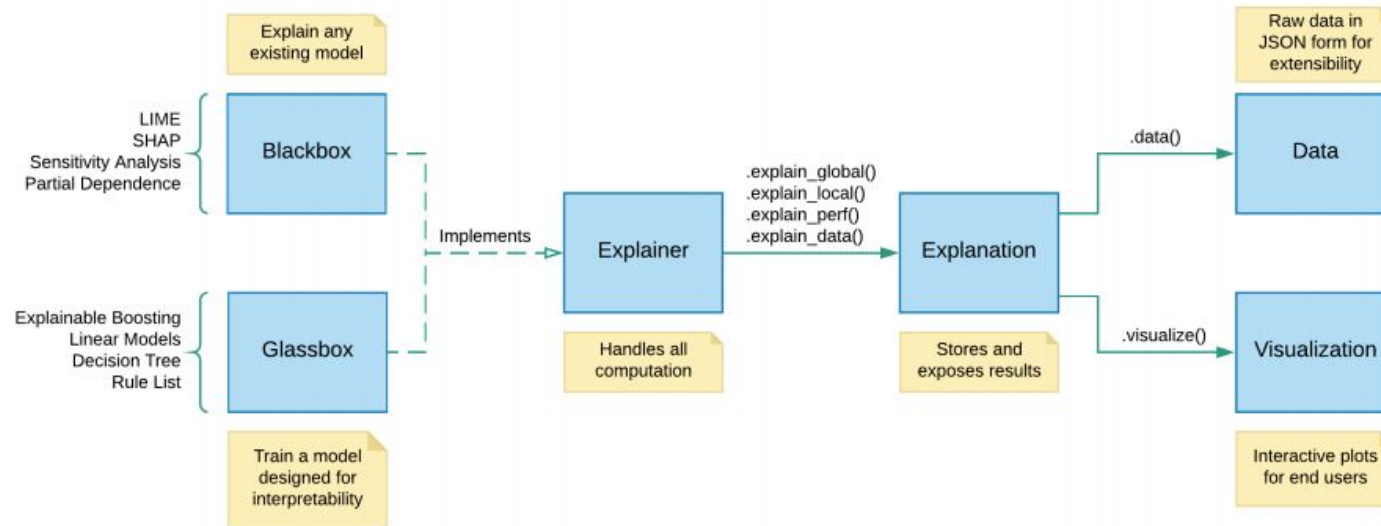 Explain any
existing model
LIME
SHAP
Sensitivity Analysis
Partial Dependence
Blackbox
Explainable Boosting
Linear Models
Decision Tree
Rule List
Glassbox
Train a model
designed for
interpretability
Implements
Explainer
Handles all
computation
.explain_global()
.explain_local()
.explain_perf()
.explain_data()
Explanation
Stores and
exposes results
.data()
Raw data in
JSON form for
extensibility
Data
.visualize()
Visualization
Interactive plots
for end users